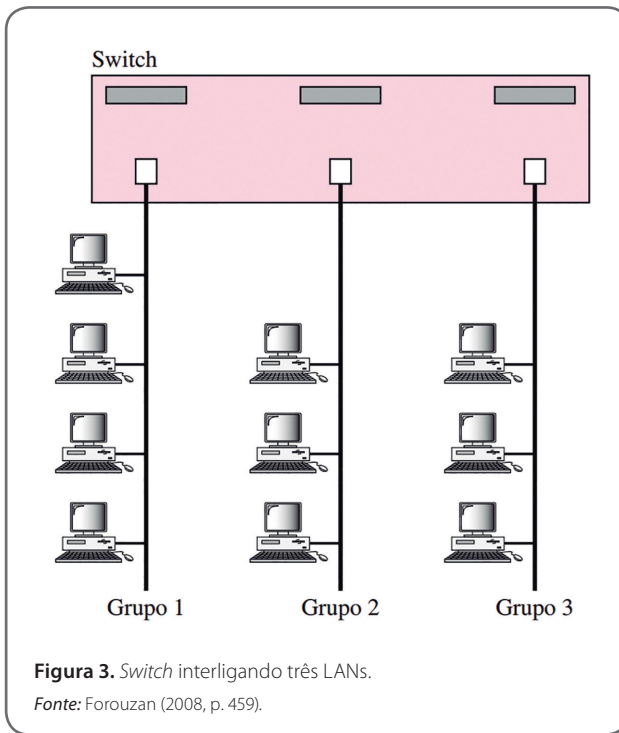 Switch
Grupo 1 Grupo 2 Grupo 3
Figura 3. Switch interligando três LANs.
Fonte: Forouzan (2008, p. 459).